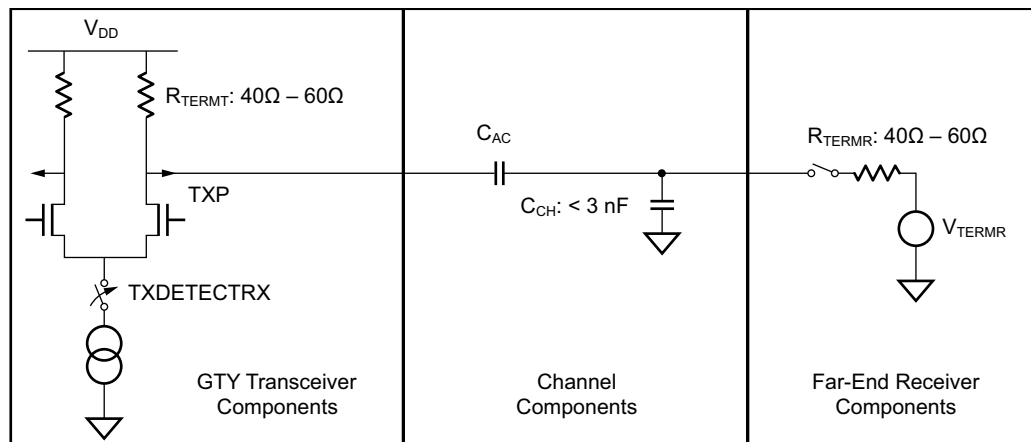 VDD
RTERMT: 40Ω – 60Ω
TXP
TXDETECTRX
GTY Transceiver
Components
CAC
CCH: < 3 nF
Channel
Components
RTERMR: 40Ω – 60Ω
VTERMR
Far-End Receiver
Components